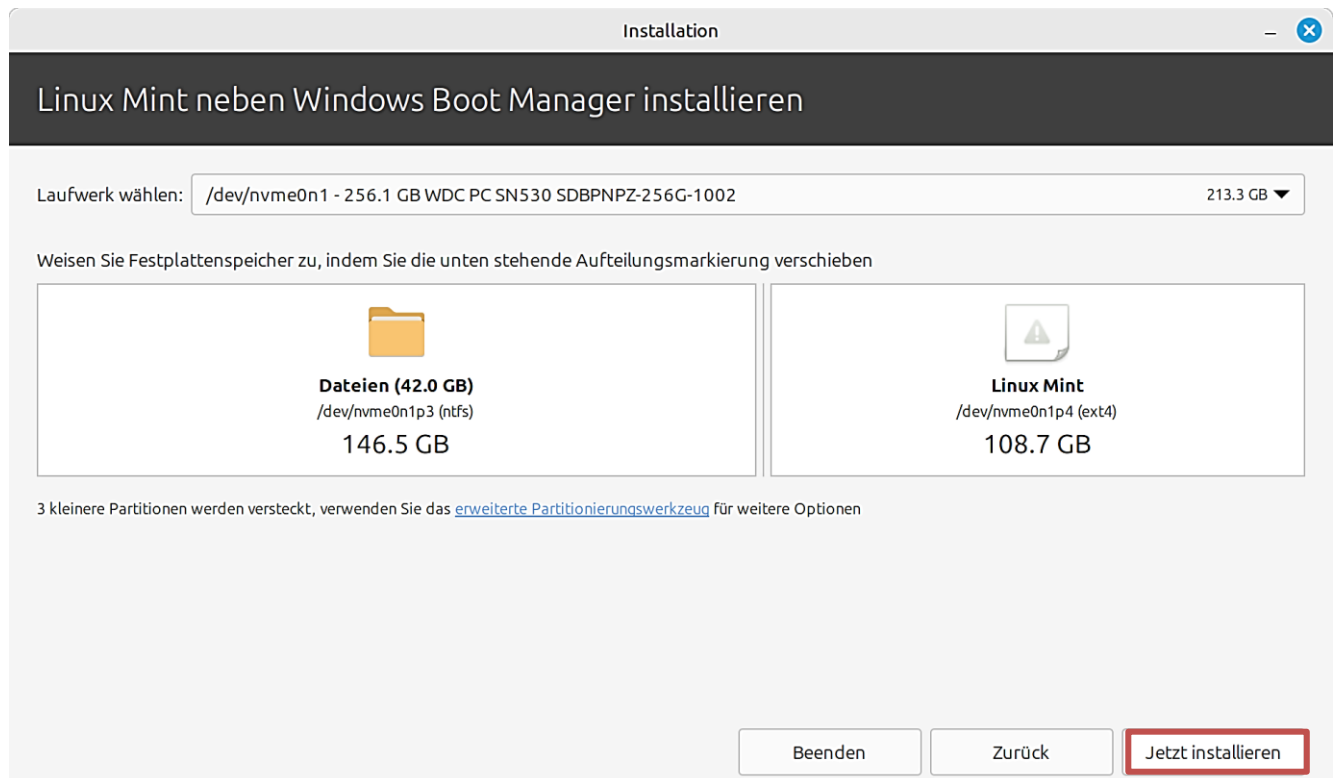 Installation
Linux Mint neben Windows Boot Manager installieren
Laufwerk wählen: /dev/nvme0n1 - 256.1 GB WDC PC SN530 SDBPNPZ-256G-1002 213.3 GB
Weisen Sie Festplattenspeicher zu, indem Sie die unten stehende Aufteilungsmarkierung verschieben
Dateien (42.0 GB)
/dev/nvme0n1p3 (ntfs)
146.5 GB
Linux Mint
/dev/nvme0n1p4 (ext4)
108.7 GB
3 kleinere Partitionen werden versteckt, verwenden Sie das erweiterte Partitionierungswerkzeug für weitere Optionen
Beenden Zurück Jetzt installieren